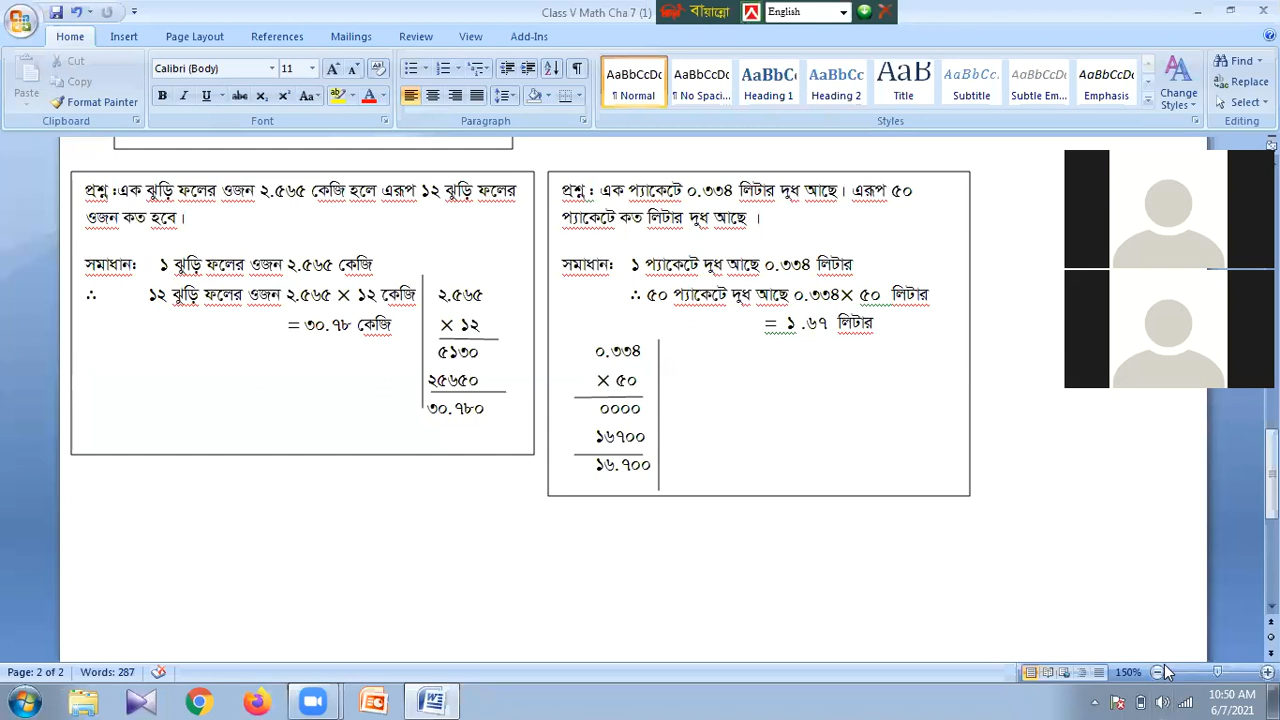 Class V Math Cha 7 (1)
বায়ান্নো
English
Home Insert Page Layout References Mailings Review View Add-Ins
Paste
Cut
Copy
Format Painter
Clipboard
Calibri (Body) 11
Font
Paragraph
AaBbCcDc AaBbCcDc AaBbC AaBbCc AaB AaBbCc. AaBbCcDc AaBbCcDc
¶ Normal ¶ No Spaci... Heading 1 Heading 2 Title Subtitle Subtle Em... Emphasis
Change Styles
Styles
Find
Replace
Select
Editing
প্রশ্ন :এক ঝুড়ি ফলের ওজন ২.৫৬৫ কেজি হলে এরূপ ১২ ঝুড়ি ফলের
ওজন কত হবে।
সমাধান: ১ ঝুড়ি ফলের ওজন ২.৫৬৫ কেজি
∴ ১২ ঝুড়ি ফলের ওজন ২.৫৬৫ × ১২ কেজি
= ৩০.৭৮ কেজি
২.৫৬৫
× ১২
৫১৩০
২৫৬৫০
৩০.৭৮০
প্রশ্ন : এক প্যাকেটে ০.৩৩৪ লিটার দুধ আছে। এরূপ ৫০
প্যাকেটে কত লিটার দুধ আছে ।
সমাধান: ১ প্যাকেটে দুধ আছে ০.৩৩৪ লিটার
∴ ৫০ প্যাকেটে দুধ আছে ০.৩৩৪× ৫০ লিটার
= ১ .৬৭ লিটার
০.৩৩৪
× ৫০
০০০০
১৬৭০০
১৬.৭০০
Page: 2 of 2 Words: 287
150%
10:50 AM
6/7/2021